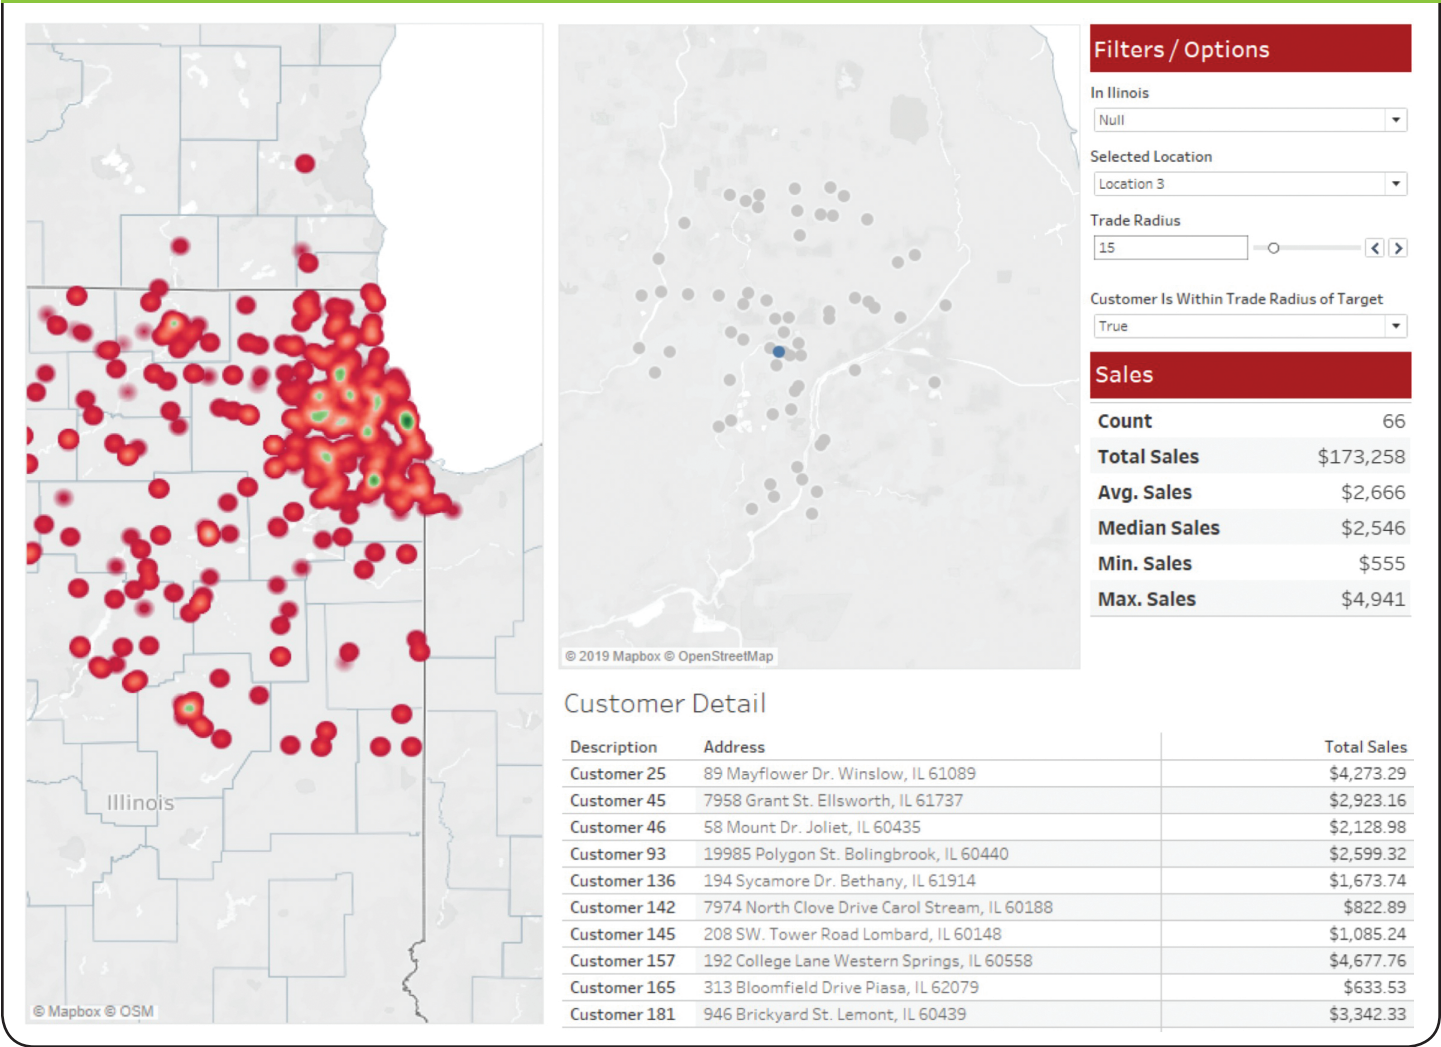 Illinois
© Mapbox © OSM
© 2019 Mapbox © OpenStreetMap
Filters / Options
In Ilinois
Null
Selected Location
Location 3
Trade Radius
15
Customer Is Within Trade Radius of Target
True
Sales
Count 66
Total Sales $173,258
Avg. Sales $2,666
Median Sales $2,546
Min. Sales $555
Max. Sales $4,941
Customer Detail
Description Address Total Sales
Customer 25 89 Mayflower Dr. Winslow, IL 61089 $4,273.29
Customer 45 7958 Grant St. Ellsworth, IL 61737 $2,923.16
Customer 46 58 Mount Dr. Joliet, IL 60435 $2,128.98
Customer 93 19985 Polygon St. Bolingbrook, IL 60440 $2,599.32
Customer 136 194 Sycamore Dr. Bethany, IL 61914 $1,673.74
Customer 142 7974 North Clove Drive Carol Stream, IL 60188 $822.89
Customer 145 208 SW. Tower Road Lombard, IL 60148 $1,085.24
Customer 157 192 College Lane Western Springs, IL 60558 $4,677.76
Customer 165 313 Bloomfield Drive Piasa, IL 62079 $633.53
Customer 181 946 Brickyard St. Lemont, IL 60439 $3,342.33